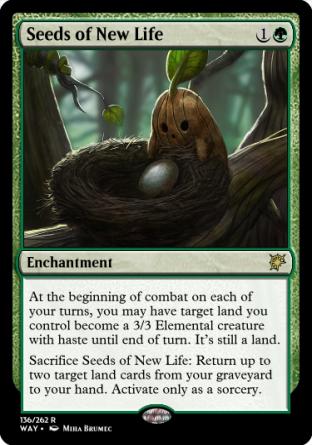 Seeds of New Life 1
Enchantment
At the beginning of combat on each of
your turns, you may have target land you
control become a 3/3 Elemental creature
with haste until end of turn. It's still a land.
Sacrifice Seeds of New Life: Return up to
two target land cards from your graveyard
to your hand. Activate only as a sorcery.
136/262 R
WAY • Miha Brumec